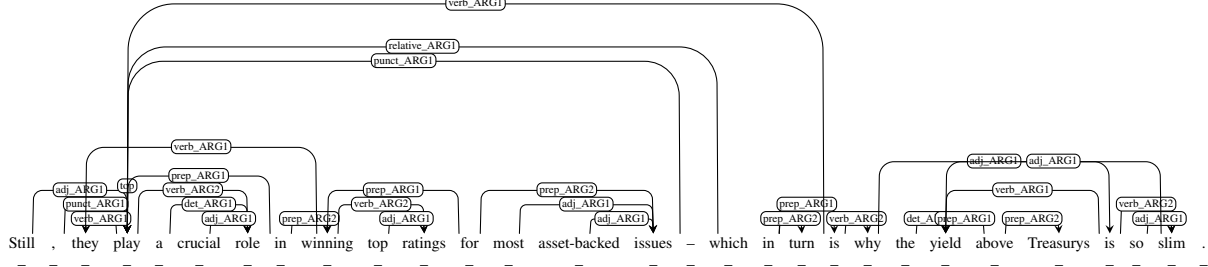 verb_ARG1
relative_ARG1
punct_ARG1
verb_ARG1
adj_ARG1 adj_ARG1
prep_ARG1
adj_ARG1 top verb_ARG2 prep_ARG1 prep_ARG2 verb_ARG1
punct_ARG1 det_ARG1 verb_ARG2 adj_ARG1 prep_ARG1 verb_ARG2
verb_ARG1 adj_ARG1 prep_ARG2 adj_ARG1 adj_ARG1 prep_ARG2 verb_ARG2 det_A prep_ARG1 prep_ARG2 adj_ARG1
Still , they play a crucial role in winning top ratings for most asset-backed issues – which in turn is why the yield above Treasurys is so slim .
_ _ _ _ _ _ _ _ _ _ _ _ _ _ _ _ _ _ _ _ _ _ _ _ _ _ _ _